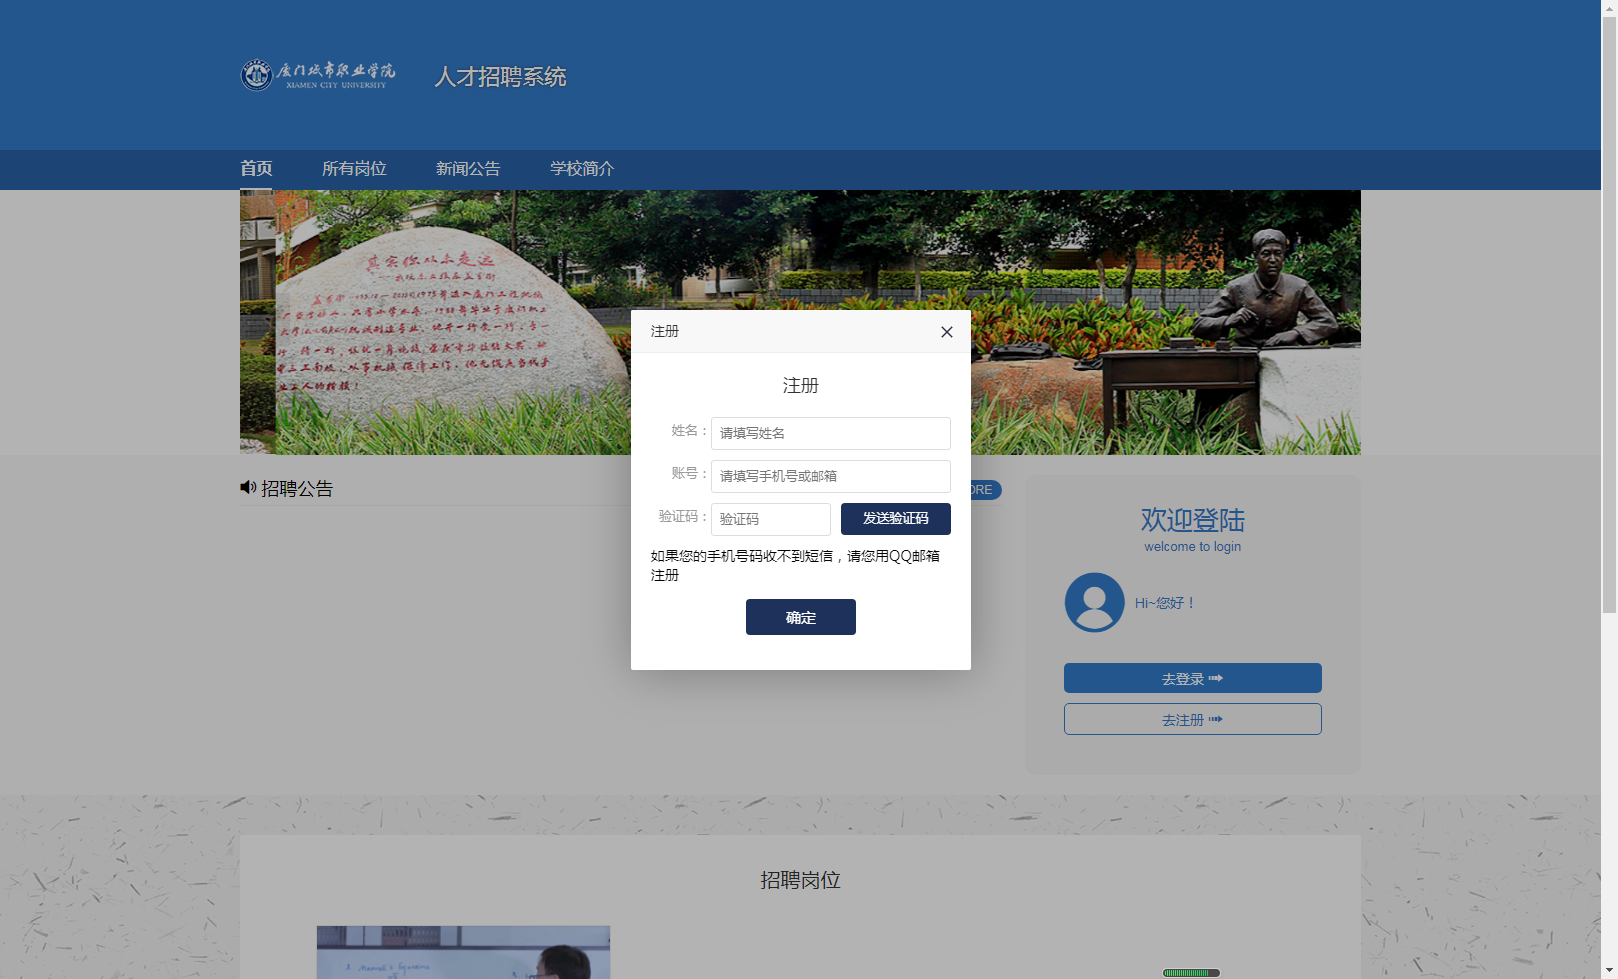 厦门城市职业学院
XIAMEN CITY UNIVERSITY
人才招聘系统
首页 所有岗位 新闻公告 学校简介
注册
注册
姓名：
请填写姓名
账号：
请填写手机号或邮箱
验证码：
验证码
发送验证码
如果您的手机号码收不到短信，请您用QQ邮箱
注册
确定
招聘公告
ORE
欢迎登陆
welcome to login
Hi~您好！
去登录
去注册
招聘岗位